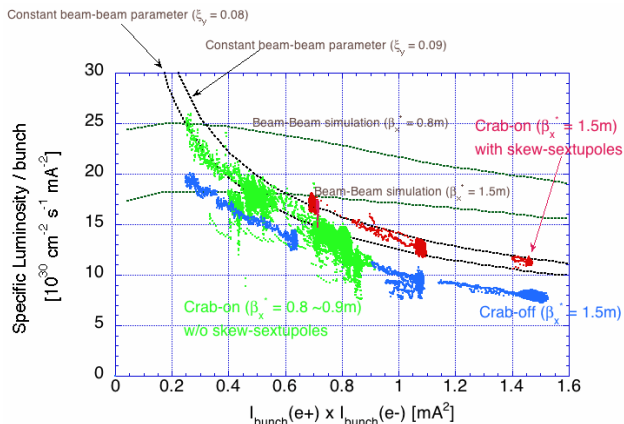 Constant beam-beam parameter (ξy = 0.08)
Constant beam-beam parameter (ξy = 0.09)
30
25
20
15
10
5
0
Specific Luminosity / bunch
[10^30 cm^-2 s^-1 mA^-2]
Beam-Beam simulation (βx* = 0.8m)
Crab-on (βx* = 1.5m)
with skew-sextupoles
Beam-Beam simulation (βx* = 1.5m)
Crab-on (βx* = 0.8 ~0.9m)
w/o skew-sextupoles
Crab-off (βx* = 1.5m)
0
0.2
0.4
0.6
0.8
1
1.2
1.4
1.6
Ibunch(e+) x Ibunch(e-) [mA^2]